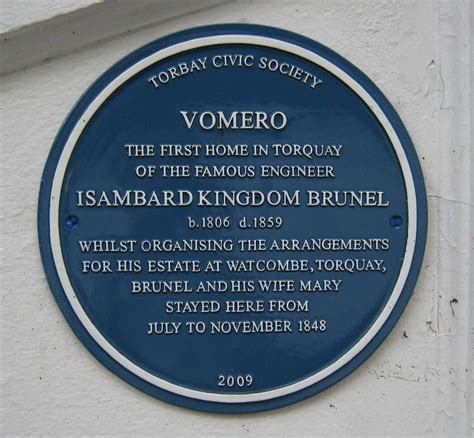 TORBAY CIVIC SOCIETY
VOMERO
THE FIRST HOME IN TORQUAY
OF THE FAMOUS ENGINEER
ISAMBARD KINGDOM BRUNEL
b.1806 d.1859
WHILST ORGANISING THE ARRANGEMENTS
FOR HIS ESTATE AT WATCOMBE, TORQUAY,
BRUNEL AND HIS WIFE MARY
STAYED HERE FROM
JULY TO NOVEMBER 1848
2009